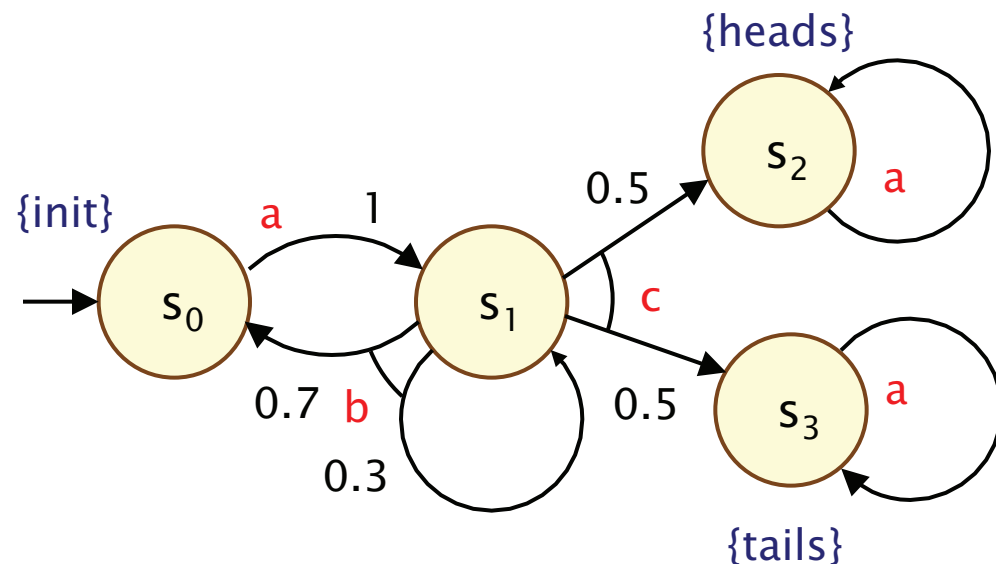 {heads}
s₂
a
0.5
{init}
a
1
s₀
s₁
c
0.7
b
0.5
a
s₃
0.3
{tails}